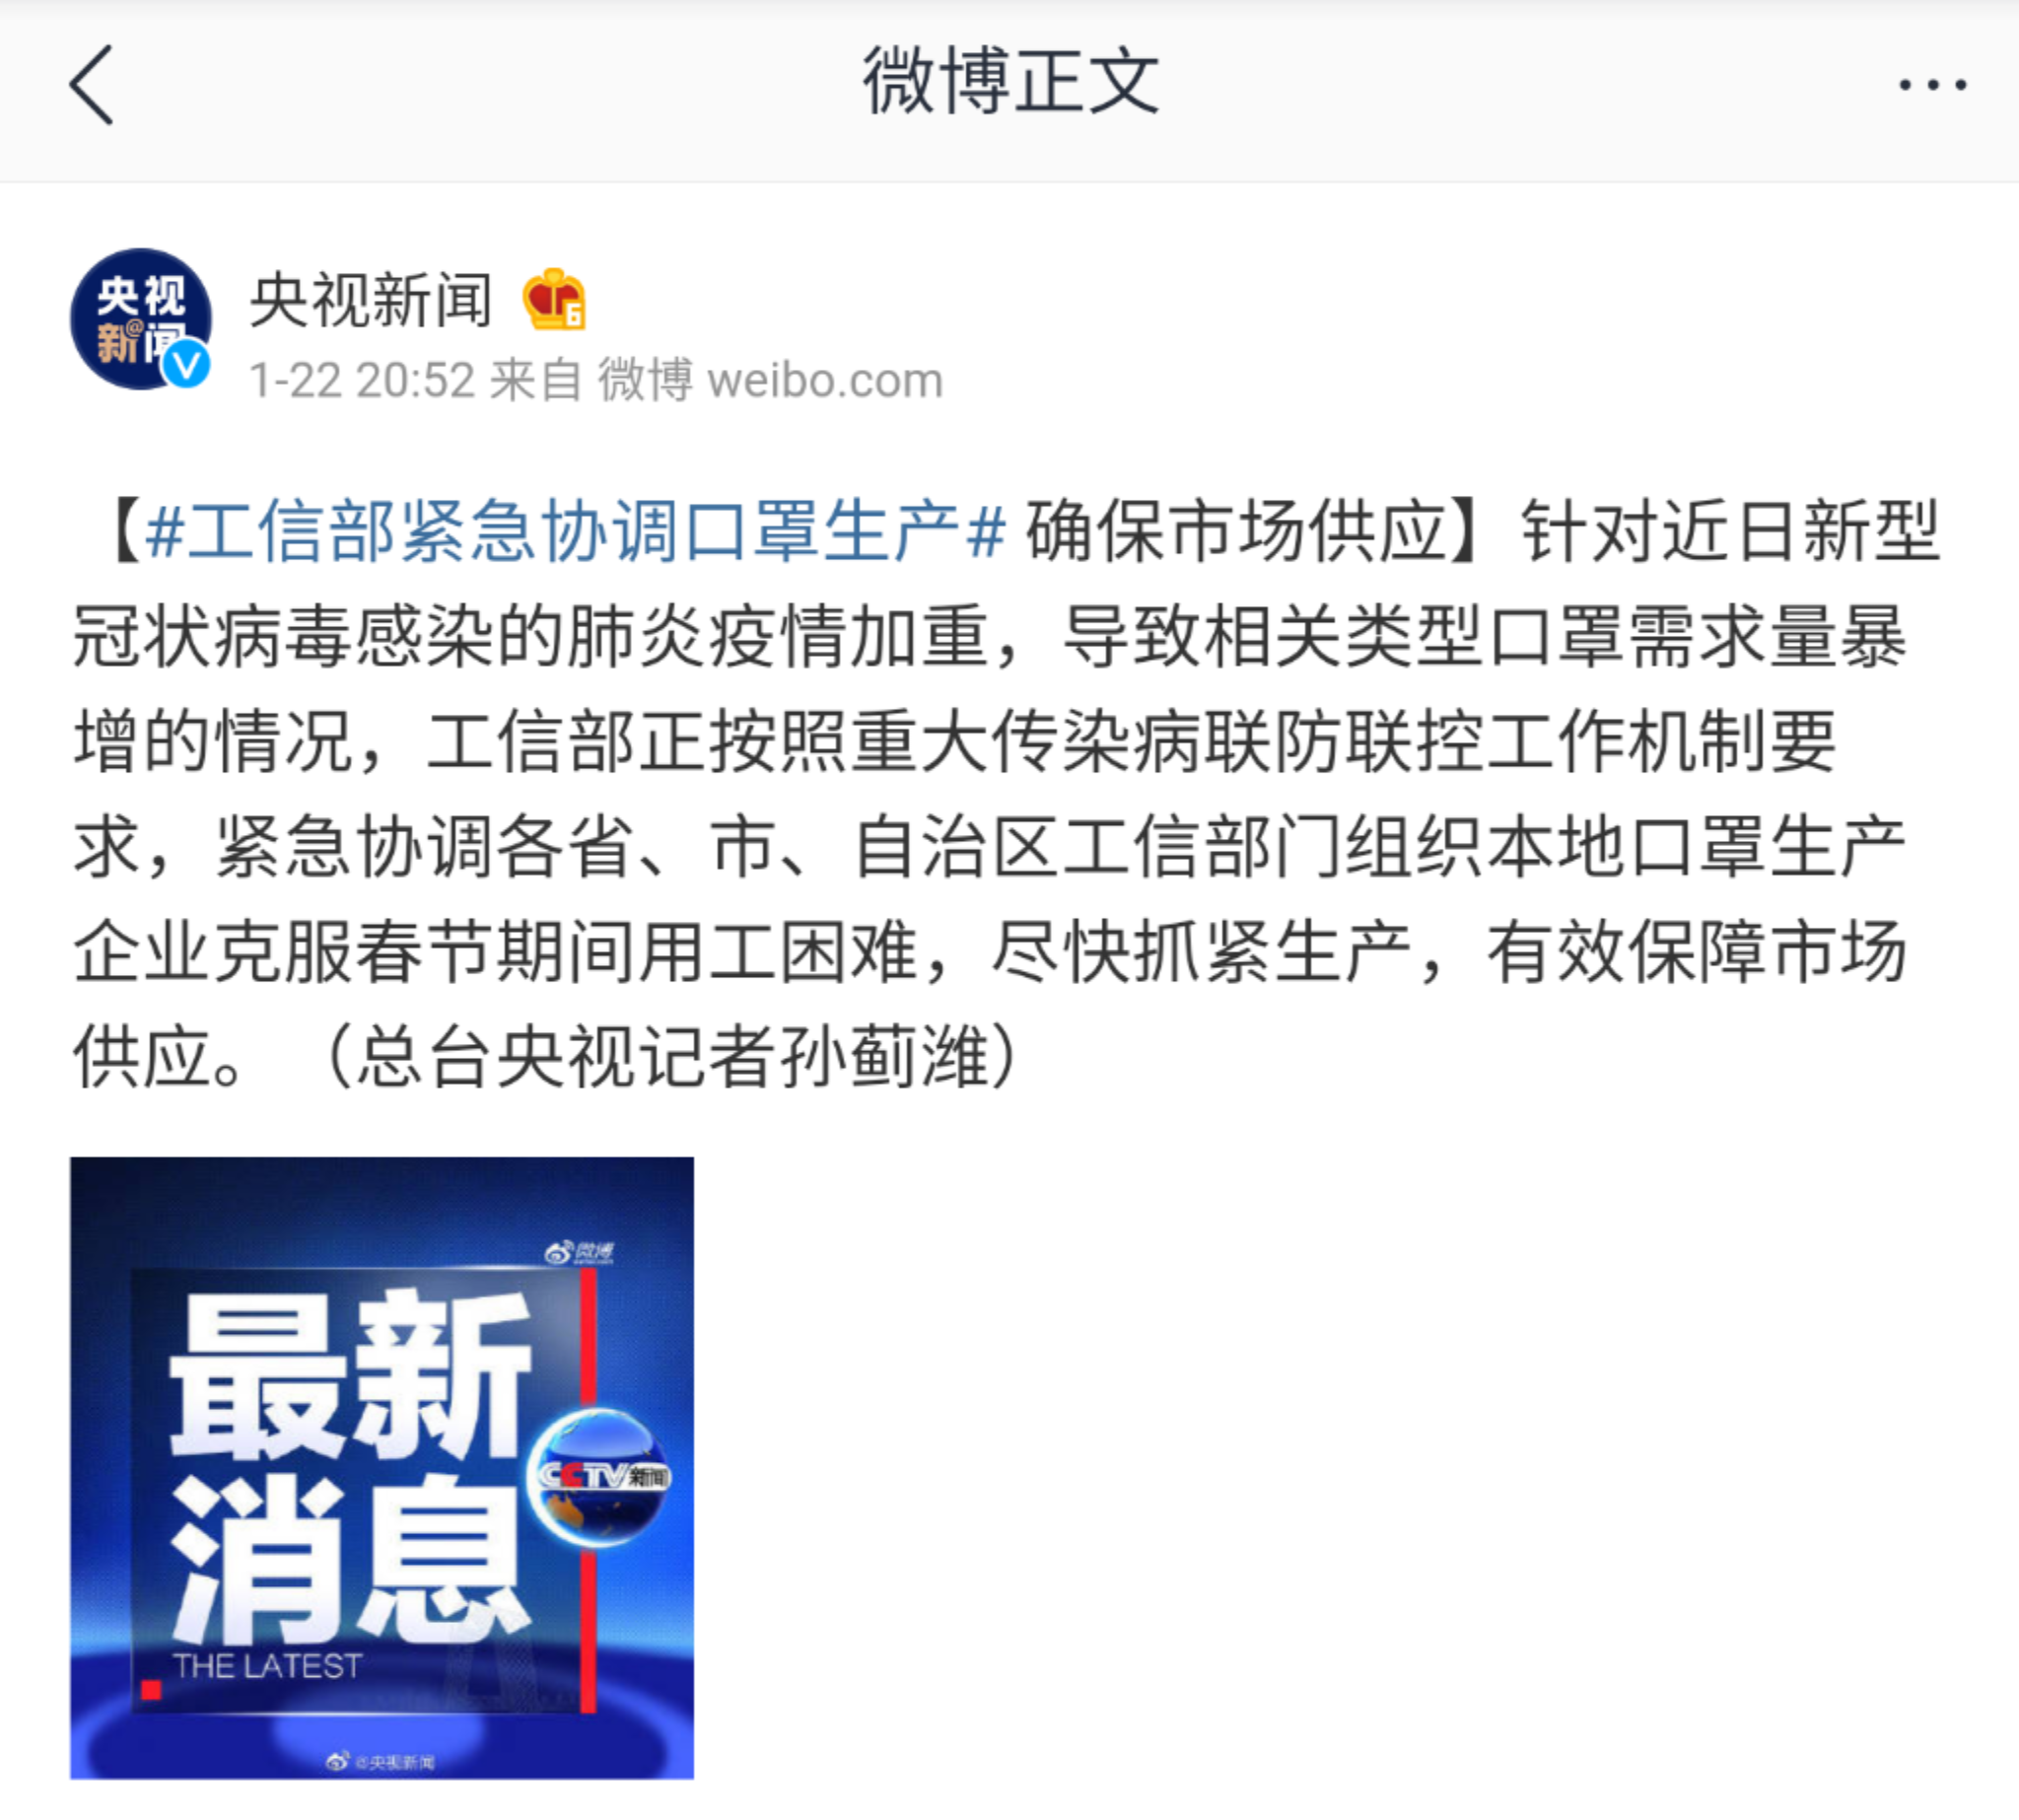 微博正文
央视
新@闻
央视新闻 6
1-22 20:52 来自 微博 weibo.com
【#工信部紧急协调口罩生产# 确保市场供应】针对近日新型
冠状病毒感染的肺炎疫情加重，导致相关类型口罩需求量暴
增的情况，工信部正按照重大传染病联防联控工作机制要
求，紧急协调各省、市、自治区工信部门组织本地口罩生产
企业克服春节期间用工困难，尽快抓紧生产，有效保障市场
供应。（总台央视记者孙蓟潍）
微博
最新
CCTV新闻
消息
THE LATEST
@央视新闻